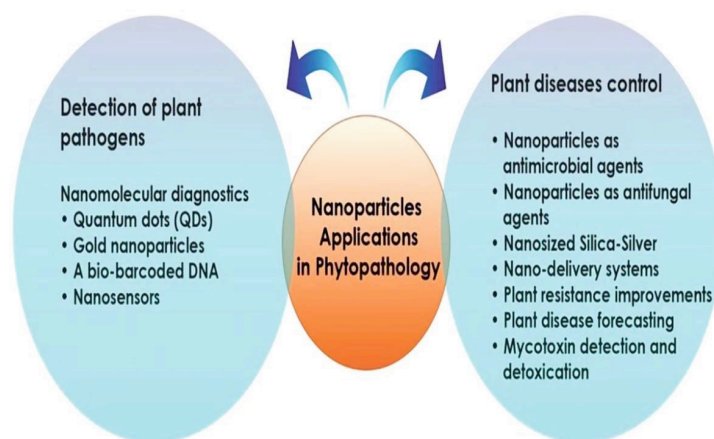 Detection of plant
pathogens
Nanomolecular diagnostics
• Quantum dots (QDs)
• Gold nanoparticles
• A bio-barcoded DNA
• Nanosensors
Nanoparticles
Applications
in Phytopathology
Plant diseases control
• Nanoparticles as
antimicrobial agents
• Nanoparticles as antifungal
agents
• Nanosized Silica-Silver
• Nano-delivery systems
• Plant resistance improvements
• Plant disease forecasting
• Mycotoxin detection and
detoxication